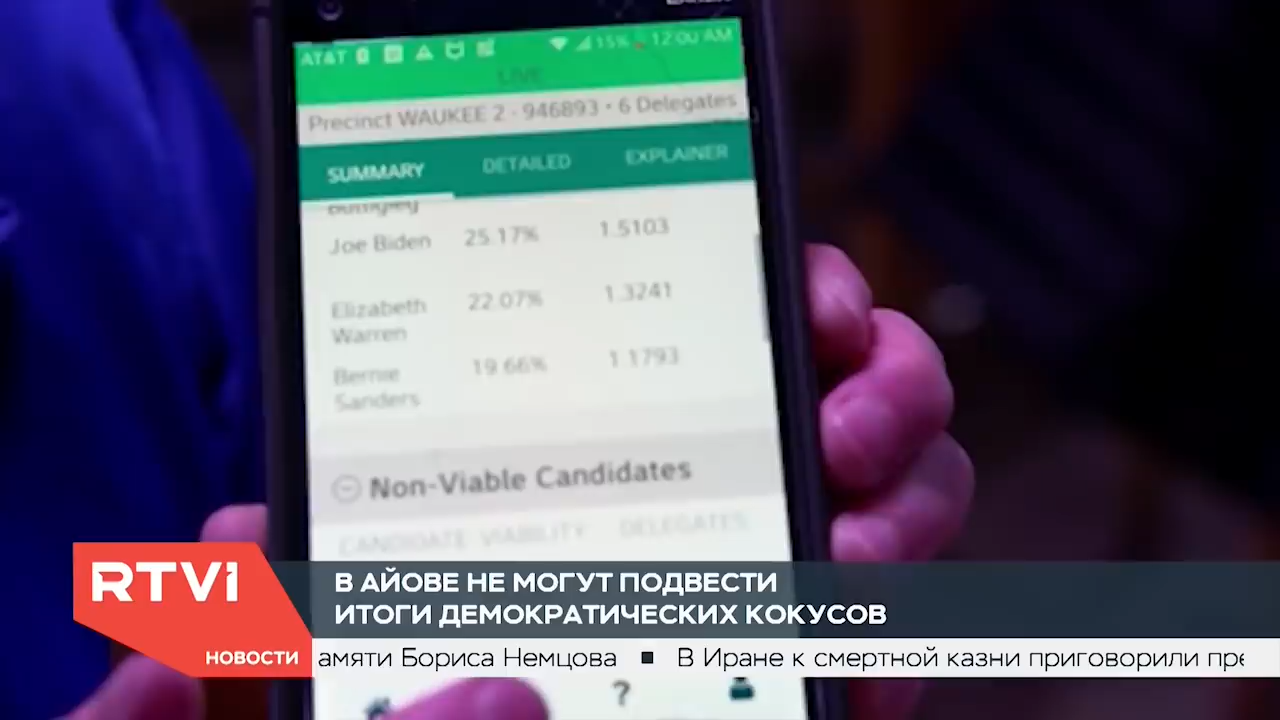 AT&T 15% 12:00 AM
LIVE
Precinct WAUKEE 2 - 946893 • 6 Delegates
SUMMARY DETAILED EXPLAINER
Joe Biden 25.17% 1.5103
Elizabeth Warren 22.07% 1.3241
Bernie Sanders 19.66% 1.1793
Non-Viable Candidates
CANDIDATE VIABILITY DELEGATES
RTVI
НОВОСТИ
В АЙОВЕ НЕ МОГУТ ПОДВЕСТИ
ИТОГИ ДЕМОКРАТИЧЕСКИХ КОКУСОВ
амяти Бориса Немцова ■ В Иране к смертной казни приговорили пре
?